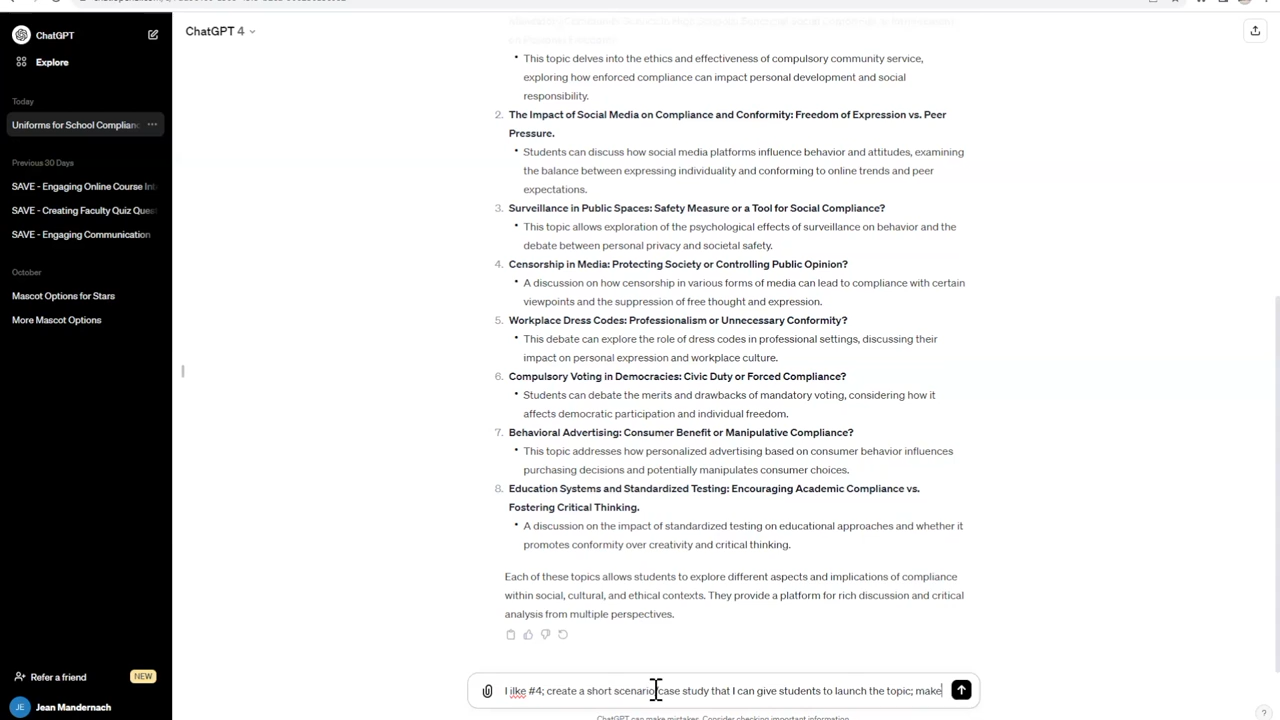 ChatGPT
ChatGPT 4
Explore
Today
Uniforms for School Complianc
Previous 30 Days
SAVE - Engaging Online Course Int
SAVE - Creating Faculty Quiz Ques
SAVE - Engaging Communication
October
Mascot Options for Stars
More Mascot Options
Refer a friend
NEW
JE
Jean Mandernach
• This topic delves into the ethics and effectiveness of compulsory community service,
exploring how enforced compliance can impact personal development and social
responsibility.
2. The Impact of Social Media on Compliance and Conformity: Freedom of Expression vs. Peer
Pressure.
• Students can discuss how social media platforms influence behavior and attitudes, examining
the balance between expressing individuality and conforming to online trends and peer
expectations.
3. Surveillance in Public Spaces: Safety Measure or a Tool for Social Compliance?
• This topic allows exploration of the psychological effects of surveillance on behavior and the
debate between personal privacy and societal safety.
4. Censorship in Media: Protecting Society or Controlling Public Opinion?
• A discussion on how censorship in various forms of media can lead to compliance with certain
viewpoints and the suppression of free thought and expression.
5. Workplace Dress Codes: Professionalism or Unnecessary Conformity?
• This debate can explore the role of dress codes in professional settings, discussing their
impact on personal expression and workplace culture.
6. Compulsory Voting in Democracies: Civic Duty or Forced Compliance?
• Students can debate the merits and drawbacks of mandatory voting, considering how it
affects democratic participation and individual freedom.
7. Behavioral Advertising: Consumer Benefit or Manipulative Compliance?
• This topic addresses how personalized advertising based on consumer behavior influences
purchasing decisions and potentially manipulates consumer choices.
8. Education Systems and Standardized Testing: Encouraging Academic Compliance vs.
Fostering Critical Thinking.
• A discussion on the impact of standardized testing on educational approaches and whether it
promotes conformity over creativity and critical thinking.
Each of these topics allows students to explore different aspects and implications of compliance
within social, cultural, and ethical contexts. They provide a platform for rich discussion and critical
analysis from multiple perspectives.
I ilke #4; create a short scenario/case study that I can give students to launch the topic; make
ChatGPT can make mistakes. Consider checking important information.
?